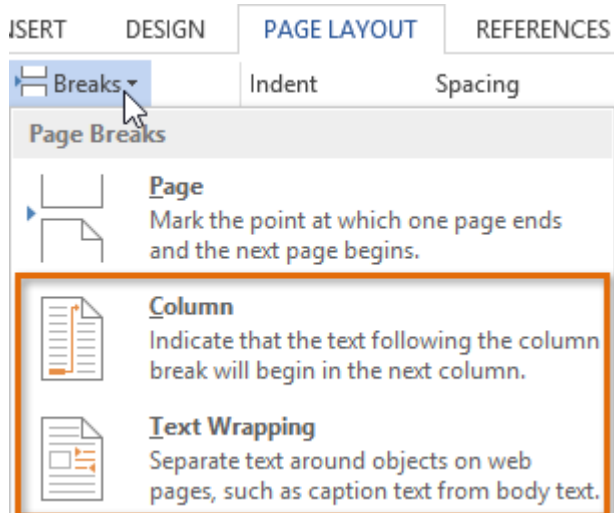 NSERT DESIGN PAGE LAYOUT REFERENCES
Breaks Indent Spacing
Page Breaks
Page
Mark the point at which one page ends
and the next page begins.
Column
Indicate that the text following the column
break will begin in the next column.
Text Wrapping
Separate text around objects on web
pages, such as caption text from body text.